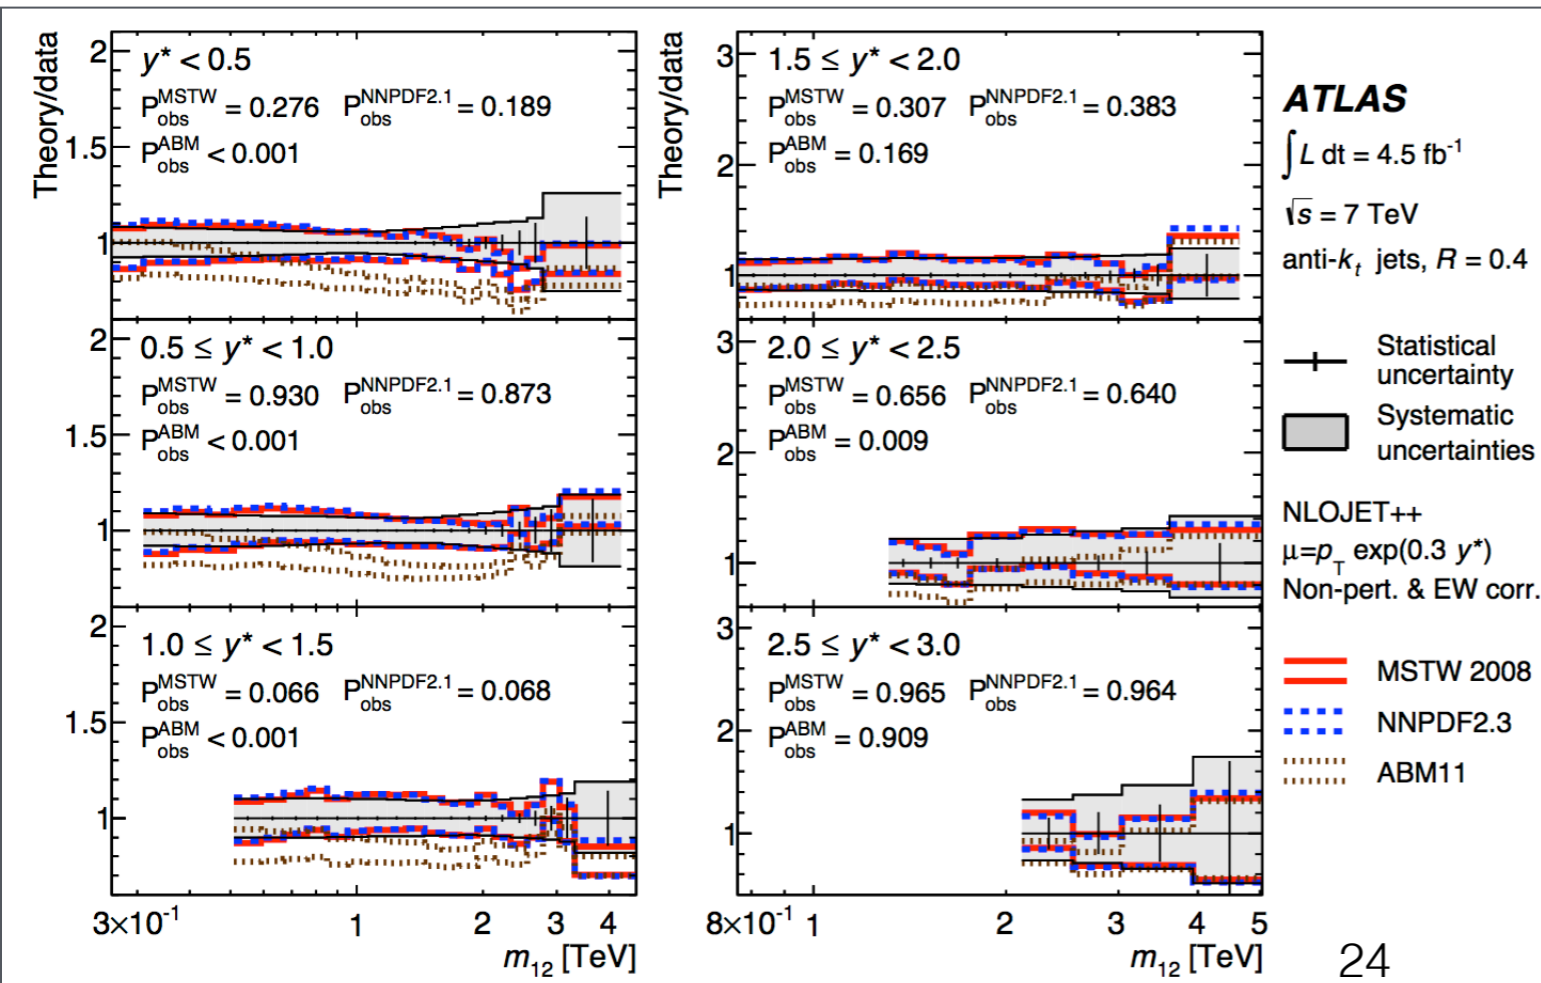 Theory/data
2
1.5
1
y* < 0.5
P_obs^MSTW = 0.276 P_obs^NNPDF2.1 = 0.189
P_obs^ABM < 0.001
2
1.5
1
0.5 ≤ y* < 1.0
P_obs^MSTW = 0.930 P_obs^NNPDF2.1 = 0.873
P_obs^ABM < 0.001
2
1.5
1
1.0 ≤ y* < 1.5
P_obs^MSTW = 0.066 P_obs^NNPDF2.1 = 0.068
P_obs^ABM < 0.001
3×10⁻¹ 1 2 3 4
m₁₂ [TeV]
Theory/data
3
2
1
1.5 ≤ y* < 2.0
P_obs^MSTW = 0.307 P_obs^NNPDF2.1 = 0.383
P_obs^ABM = 0.169
3
2
1
2.0 ≤ y* < 2.5
P_obs^MSTW = 0.656 P_obs^NNPDF2.1 = 0.640
P_obs^ABM = 0.009
3
2
1
2.5 ≤ y* < 3.0
P_obs^MSTW = 0.965 P_obs^NNPDF2.1 = 0.964
P_obs^ABM = 0.909
8×10⁻¹ 1 2 3 4 5
m₁₂ [TeV]
ATLAS
∫ L dt = 4.5 fb⁻¹
√s = 7 TeV
anti-k_t jets, R = 0.4
Statistical
uncertainty
Systematic
uncertainties
NLOJET++
μ=p_T exp(0.3 y*)
Non-pert. & EW corr.
MSTW 2008
NNPDF2.3
ABM11
24